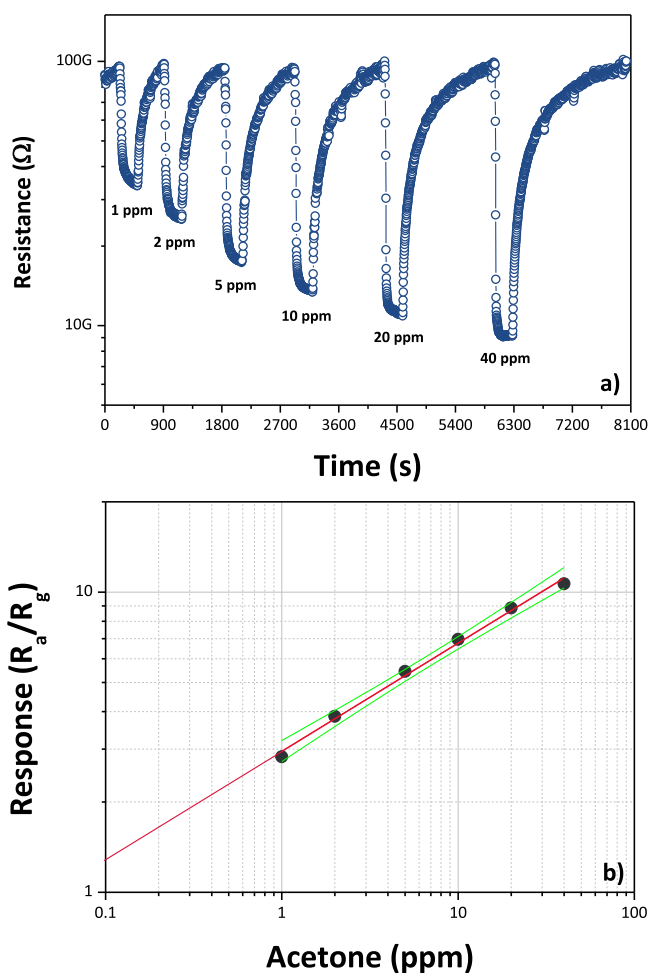 100G
10G
Resistance (Ω)
1 ppm
2 ppm
5 ppm
10 ppm
20 ppm
40 ppm
a)
0 900 1800 2700 3600 4500 5400 6300 7200 8100
Time (s)
10
1
Response (Ra/Rg)
b)
0.1 1 10 100
Acetone (ppm)